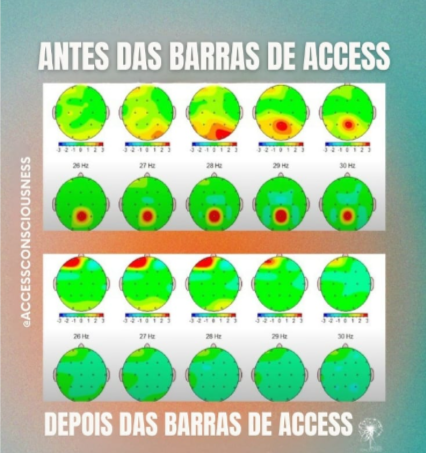 ANTES DAS BARRAS DE ACCESS
-3 -2 -1 0 1 2 3 -3 -2 -1 0 1 2 3 -3 -2 -1 0 1 2 3 -3 -2 -1 0 1 2 3 -3 -2 -1 0 1 2 3
26 Hz 27 Hz 28 Hz 29 Hz 30 Hz
@ACCESSCONSCIOUSNESS
-3 -2 -1 0 1 2 3 -3 -2 -1 0 1 2 3 -3 -2 -1 0 1 2 3 -3 -2 -1 0 1 2 3 -3 -2 -1 0 1 2 3
26 Hz 27 Hz 28 Hz 29 Hz 30 Hz
DEPOIS DAS BARRAS DE ACCESS